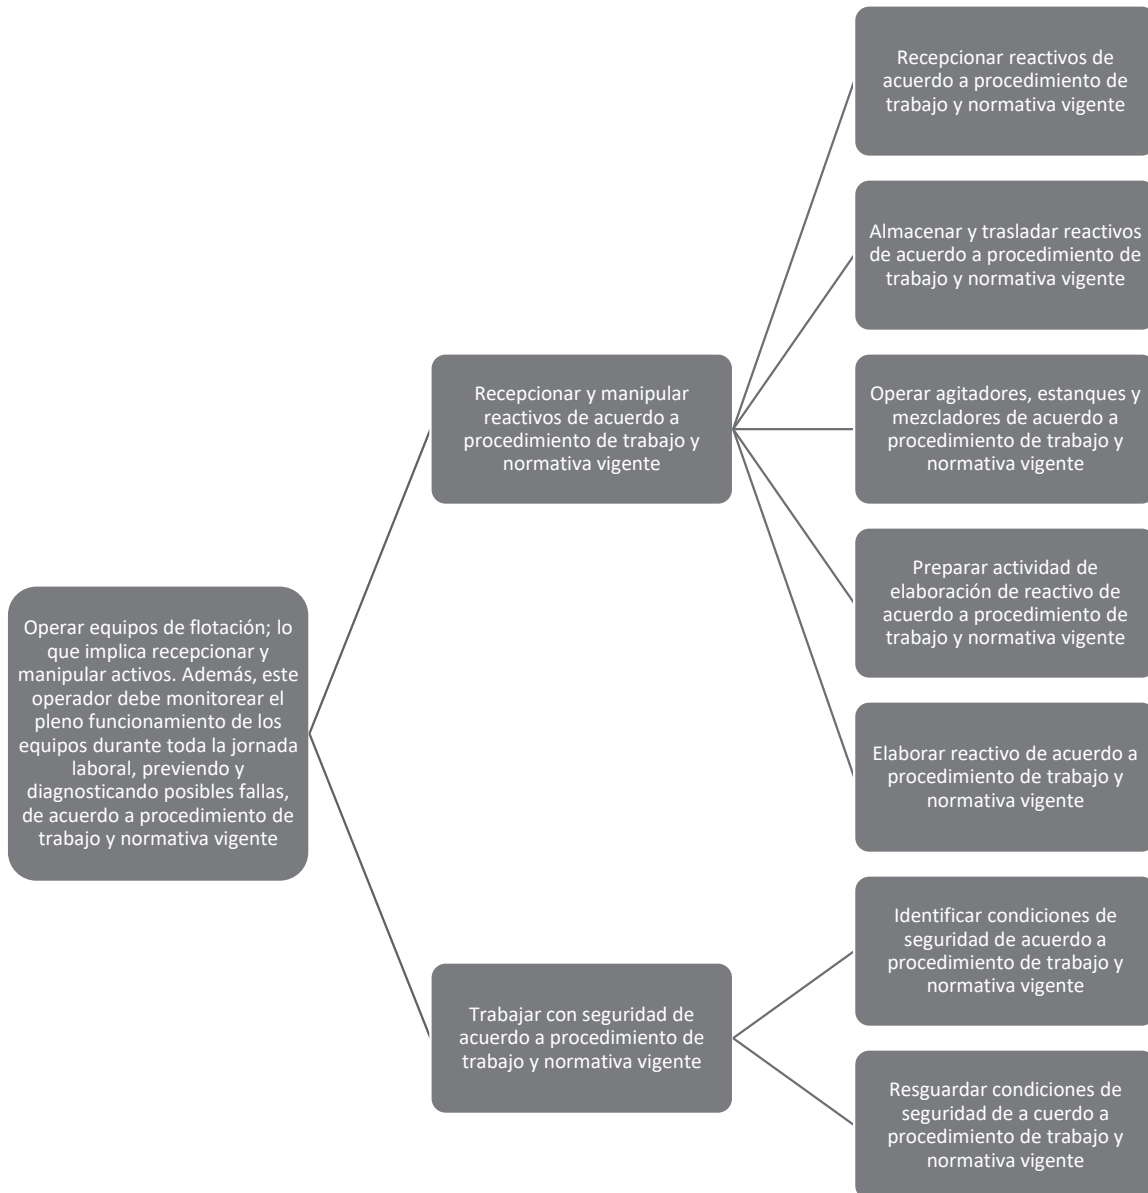 Recepcionar reactivos de
acuerdo a procedimiento de
trabajo y normativa vigente
Almacenar y trasladar reactivos
de acuerdo a procedimiento de
trabajo y normativa vigente
Recepcionar y manipular
reactivos de acuerdo a
procedimiento de trabajo y
normativa vigente
Operar agitadores, estanques y
mezcladores de acuerdo a
procedimiento de trabajo y
normativa vigente
Preparar actividad de
elaboración de reactivo de
acuerdo a procedimiento de
trabajo y normativa vigente
Operar equipos de flotación; lo
que implica recepcionar y
manipular activos. Además, este
operador debe monitorear el
pleno funcionamiento de los
equipos durante toda la jornada
laboral, previendo y
diagnosticando posibles fallas,
de acuerdo a procedimiento de
trabajo y normativa vigente
Elaborar reactivo de acuerdo a
procedimiento de trabajo y
normativa vigente
Identificar condiciones de
seguridad de acuerdo a
procedimiento de trabajo y
normativa vigente
Trabajar con seguridad de
acuerdo a procedimiento de
trabajo y normativa vigente
Resguardar condiciones de
seguridad de a cuerdo a
procedimiento de trabajo y
normativa vigente